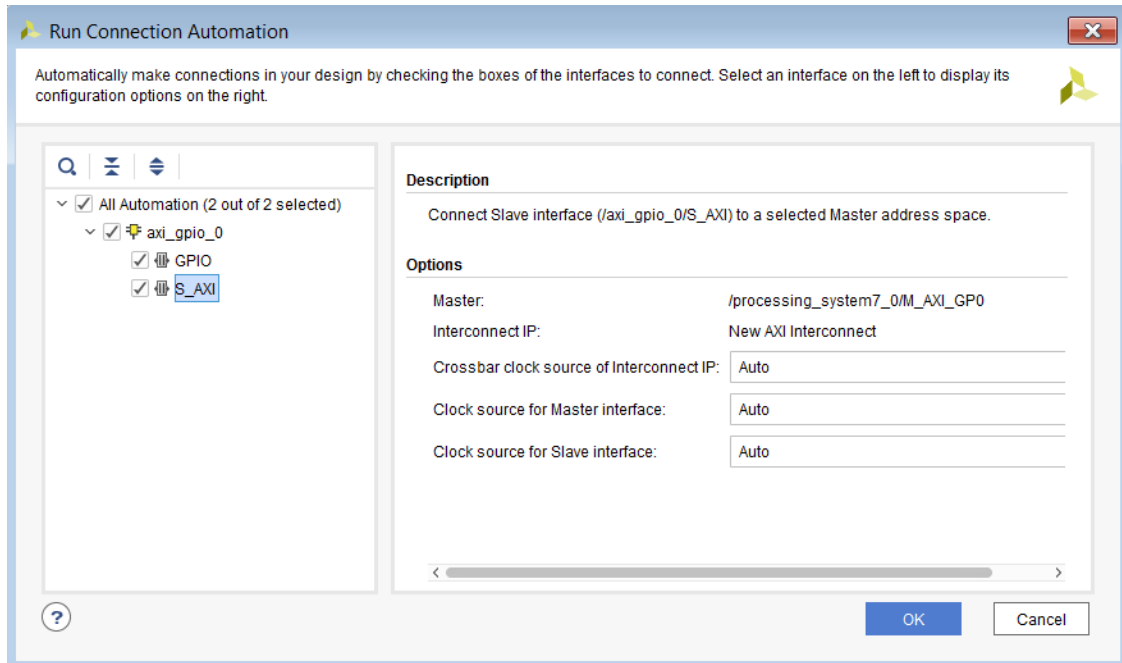 Run Connection Automation
Automatically make connections in your design by checking the boxes of the interfaces to connect. Select an interface on the left to display its
configuration options on the right.
All Automation (2 out of 2 selected)
axi_gpio_0
GPIO
S_AXI
Description
Connect Slave interface (/axi_gpio_0/S_AXI) to a selected Master address space.
Options
Master: /processing_system7_0/M_AXI_GP0
Interconnect IP: New AXI Interconnect
Crossbar clock source of Interconnect IP: Auto
Clock source for Master interface: Auto
Clock source for Slave interface: Auto
?
OK
Cancel